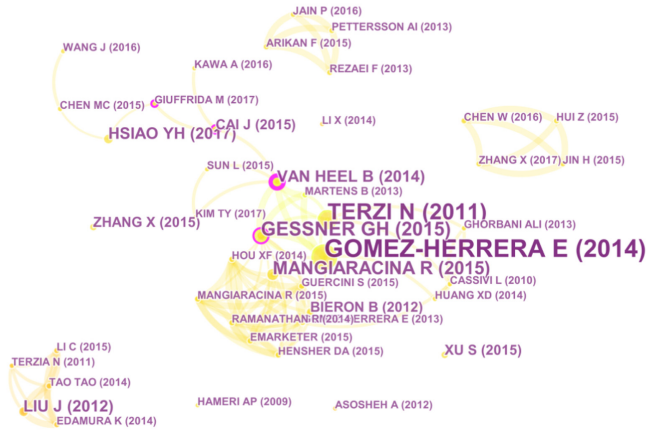 JAIN P (2016)
PETTERSSON AI (2013)
ARIKAN F (2015)
WANG J (2016)
KAWA A (2016)
REZAEI F (2013)
GIUFFRIDA M (2017)
CHEN MC (2015)
CHEN W (2016)
HUI Z (2015)
LI X (2014)
CAI J (2015)
HSIAO YH (2017)
ZHANG X (2017)
JIN H (2015)
SUN L (2015)
VAN HEEL B (2014)
MARTENS B (2013)
TERZI N (2011)
KIM TY (2017)
ZHANG X (2015)
GHORBANI ALI (2013)
GESSNER GH (2015)
GOMEZ-HERRERA E (2014)
HOU XF (2014)
MANGIARACINA R (2015)
GUERCINI S (2015)
CASSIVI L (2010)
MANGIARACINA R (2015)
HUANG XD (2014)
BIERON B (2012)
RAMANATHAN R (2014)
ERRERA E (2013)
EMARKETER (2015)
LI C (2015)
HENSHER DA (2015)
XU S (2015)
TERZIA N (2011)
TAO TAO (2014)
LIU J (2012)
HAMERI AP (2009)
ASOSHEH A (2012)
EDAMURA K (2014)